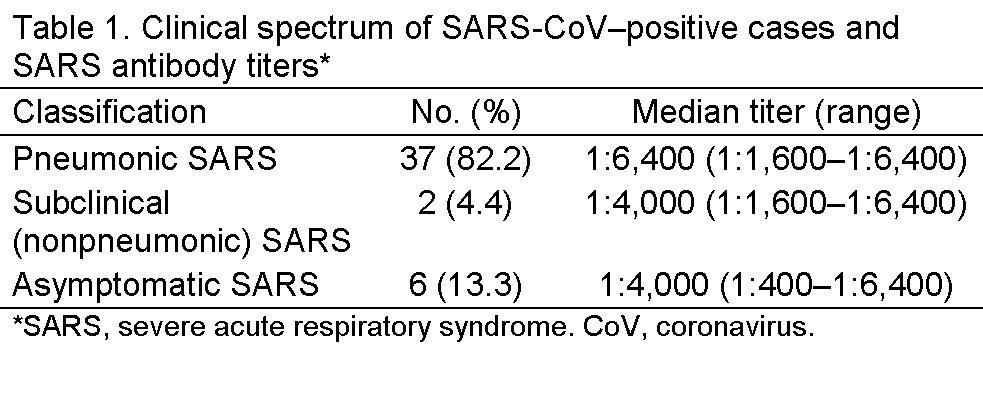 Table 1. Clinical spectrum of SARS-CoV–positive cases and
SARS antibody titers*
Classification No. (%) Median titer (range)
Pneumonic SARS 37 (82.2) 1:6,400 (1:1,600–1:6,400)
Subclinical 2 (4.4) 1:4,000 (1:1,600–1:6,400)
(nonpneumonic) SARS
Asymptomatic SARS 6 (13.3) 1:4,000 (1:400–1:6,400)
*SARS, severe acute respiratory syndrome. CoV, coronavirus.